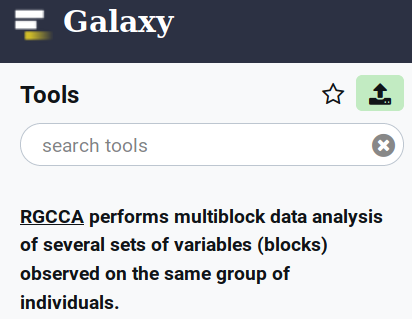 Galaxy
Tools
search tools
RGCCA performs multiblock data analysis
of several sets of variables (blocks)
observed on the same group of
individuals.